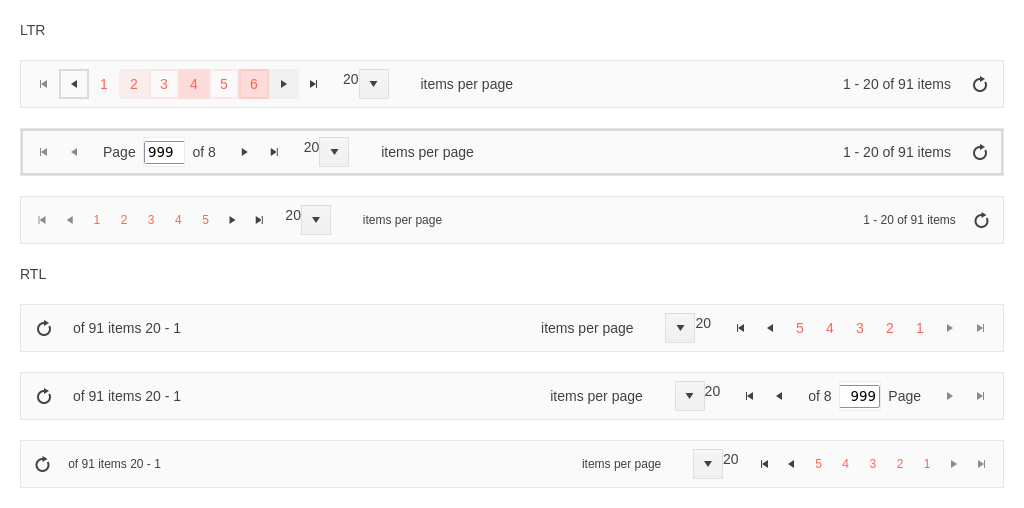 LTR
1 2 3 4 5 6 20 items per page 1 - 20 of 91 items
Page 999 of 8 20 items per page 1 - 20 of 91 items
1 2 3 4 5 20 items per page 1 - 20 of 91 items
RTL
of 91 items 20 - 1 items per page 20 5 4 3 2 1
of 91 items 20 - 1 items per page 20 of 8 999 Page
of 91 items 20 - 1 items per page 20 5 4 3 2 1